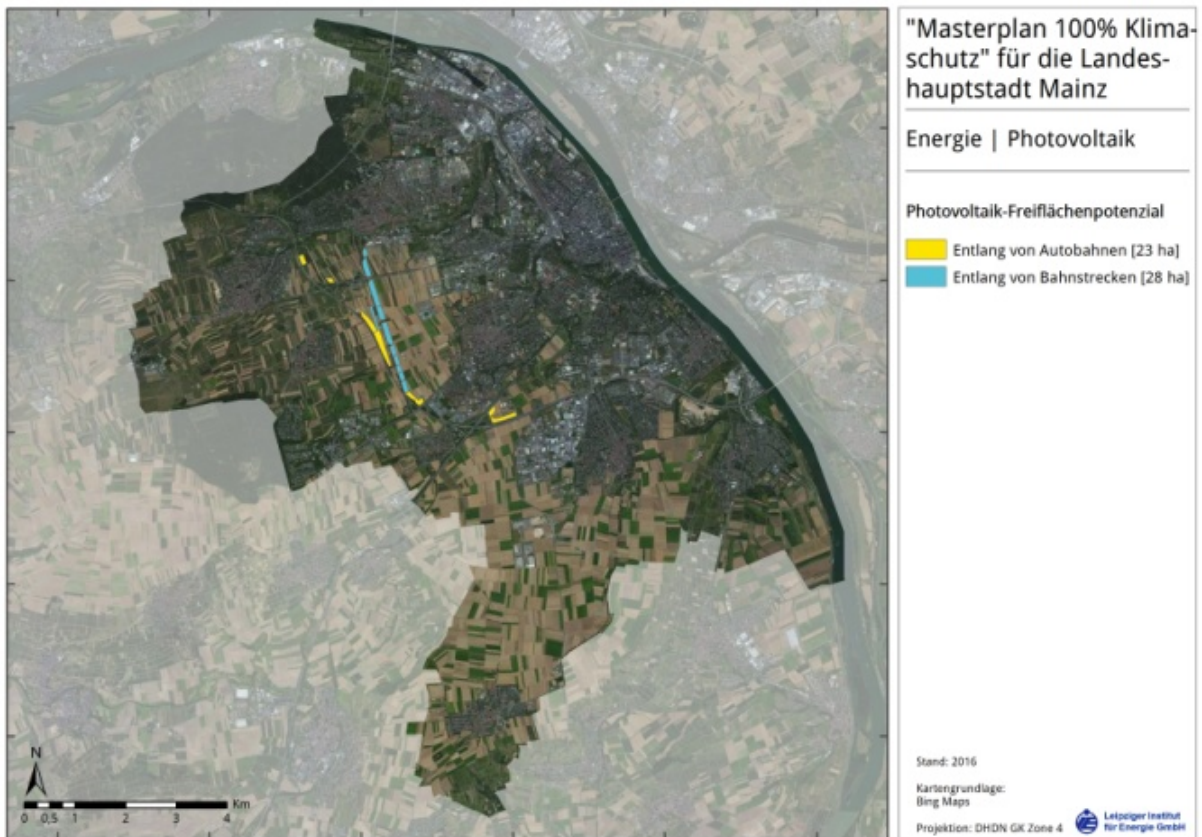 "Masterplan 100% Klima-
schutz" für die Landes-
hauptstadt Mainz
Energie | Photovoltaik
Photovoltaik-Freiflächenpotenzial
Entlang von Autobahnen [23 ha]
Entlang von Bahnstrecken [28 ha]
N
Km
0 0,5 1 2 3 4
Stand: 2016
Kartengrundlage:
Bing Maps
Projektion: DHDN GK Zone 4
Leipziger Institut
für Energie GmbH